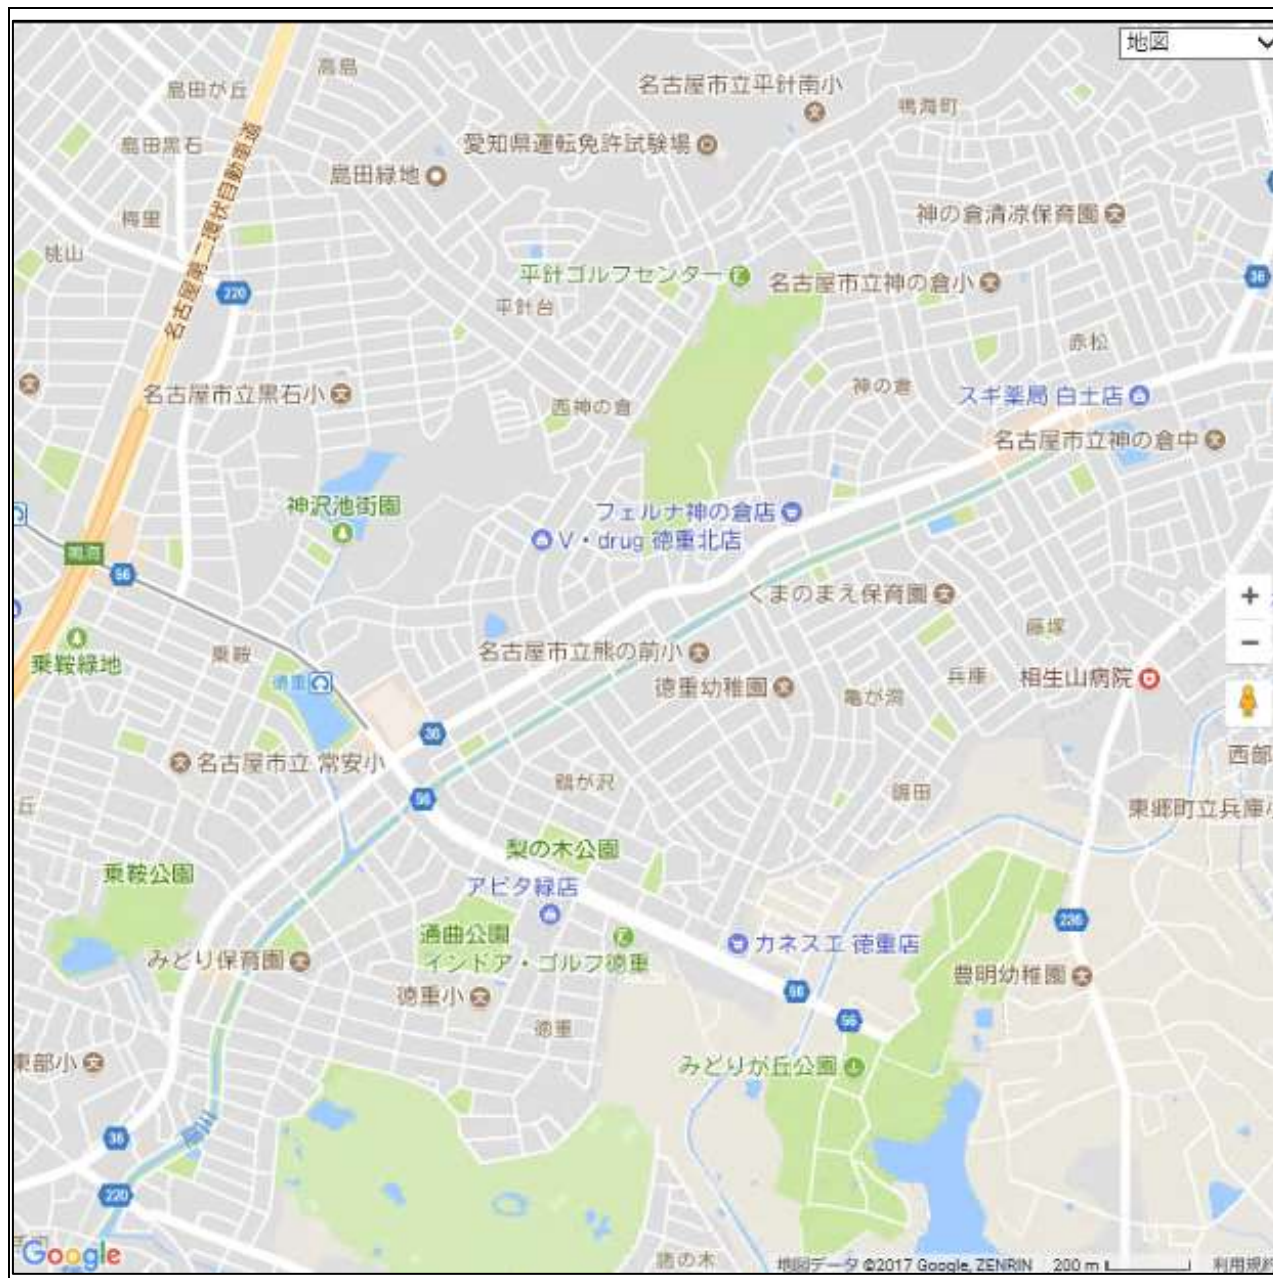 地図
高島
島田が丘
名古屋市立平針南小
鳴海町
島田黒石
愛知県運転免許試験場
島田緑地
梅里
神の倉清涼保育園
桃山
名古屋第二環状自動車道
平針ゴルフセンター
名古屋市立神の倉小
36
220
平針台
赤松
名古屋市立黒石小
西神の倉
神の倉
スギ薬局 白土店
名古屋市立神の倉中
神沢池街園
フェルナ神の倉店
V・drug 徳重北店
鳴海
56
くまのまえ保育園
藤塚
乗鞍緑地
乗鞍
名古屋市立熊の前小
徳重
徳重幼稚園
亀が洞
兵庫
相生山病院
36
名古屋市立 常安小
西部
丘
56
鶴が沢
鍋田
東郷町立兵庫小
梨の木公園
乗鞍公園
アピタ緑店
236
通曲公園
カネスエ 徳重店
みどり保育園
インドア・ゴルフ徳重
豊明幼稚園
徳重小
56
56
徳重
東部小
みどりが丘公園
扇川
36
220
Google
諸の木
地図データ ©2017 Google, ZENRIN
200 m
利用規約